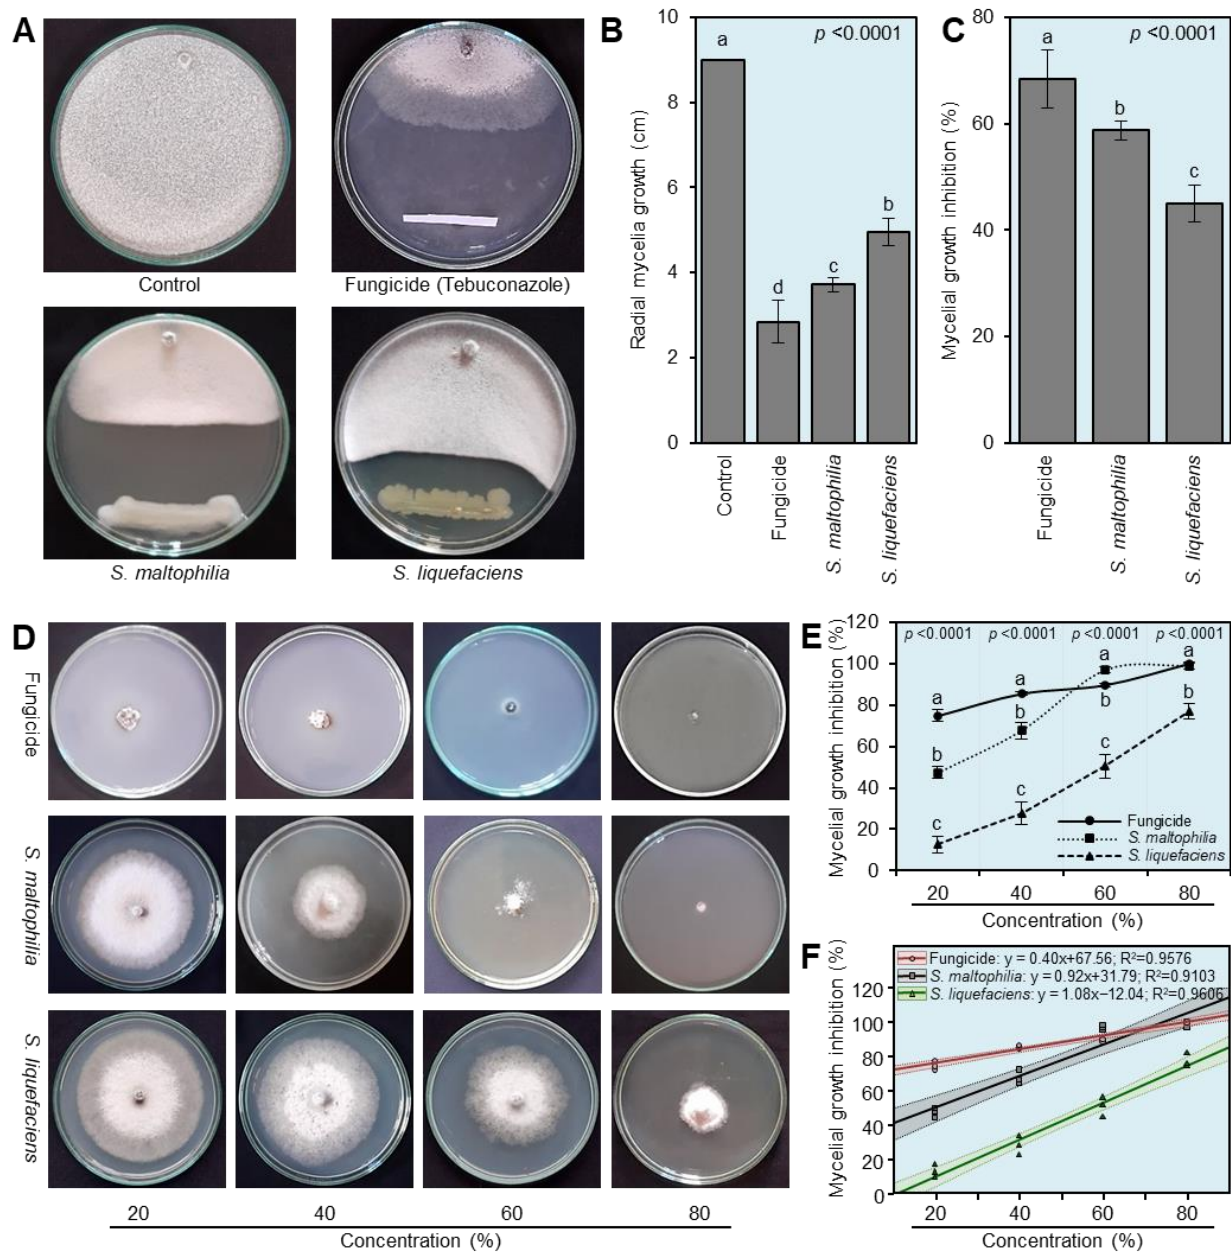 A
Control
Fungicide (Tebuconazole)
S. maltophilia
S. liquefaciens
B
Radial mycelia growth (cm)
10
8
6
4
2
0
p <0.0001
a
d
c
b
Control
Fungicide
S. maltophilia
S. liquefaciens
C
Mycelial growth inhibition (%)
80
60
40
20
0
p <0.0001
a
b
c
Fungicide
S. maltophilia
S. liquefaciens
D
Fungicide
S. maltophilia
S. liquefaciens
20 40 60 80
Concentration (%)
E
Mycelial growth inhibition (%)
120
100
80
60
40
20
0
p <0.0001 p <0.0001 p <0.0001 p <0.0001
a a a a
b b b b
c c c
Fungicide
S. maltophilia
S. liquefaciens
20 40 60 80
Concentration (%)
F
Mycelial growth inhibition (%)
120
100
80
60
40
20
0
Fungicide: y = 0.40x+67.56; R²=0.9576
S. maltophilia: y = 0.92x+31.79; R²=0.9103
S. liquefaciens: y = 1.08x−12.04; R²=0.9606
20 40 60 80
Concentration (%)